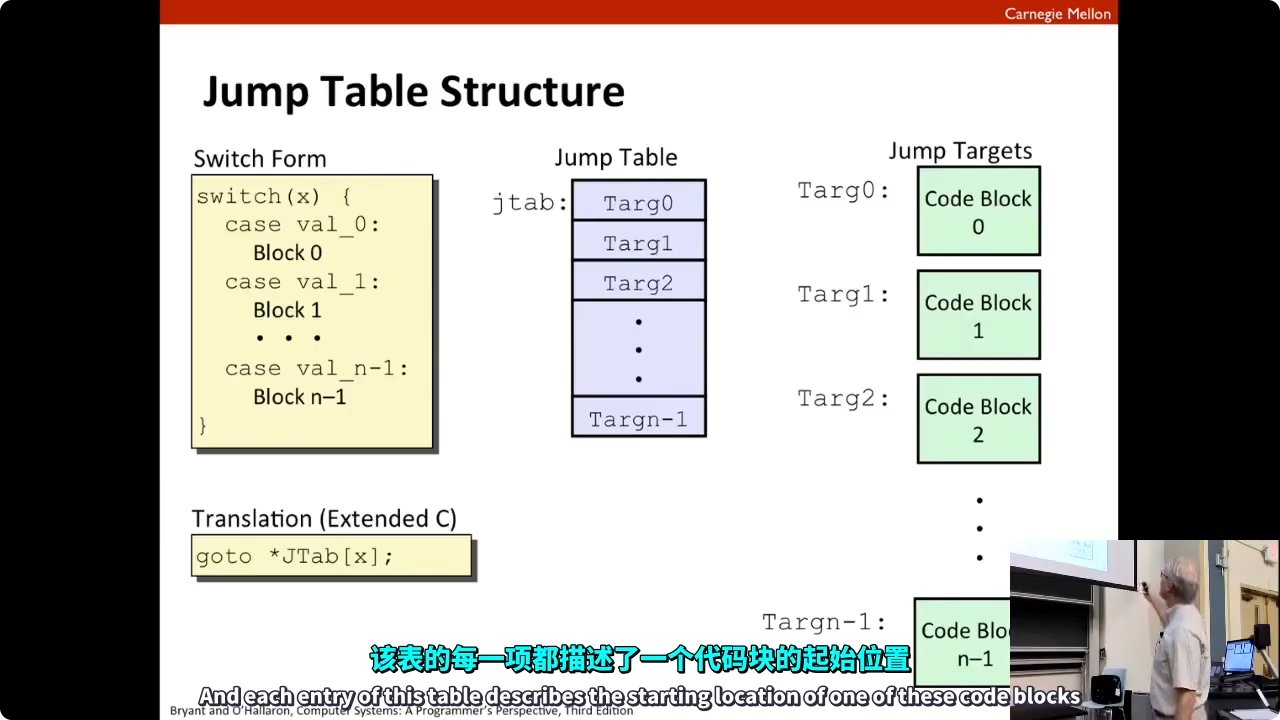 Carnegie Mellon
Jump Table Structure
Switch Form
switch(x) {
case val_0:
Block 0
case val_1:
Block 1
• • •
case val_n-1:
Block n–1
}
Translation (Extended C)
goto *JTab[x];
Jump Table
jtab:
Targ0
Targ1
Targ2
•
•
•
Targn-1
Jump Targets
Targ0:
Code Block
0
Targ1:
Code Block
1
Targ2:
Code Block
2
•
•
•
Targn-1:
Code Blo
n–1
该表的每一项都描述了一个代码块的起始位置
And each entry of this table describes the starting location of one of these code blocks
Bryant and O'Hallaron, Computer Systems: A Programmer's Perspective, Third Edition